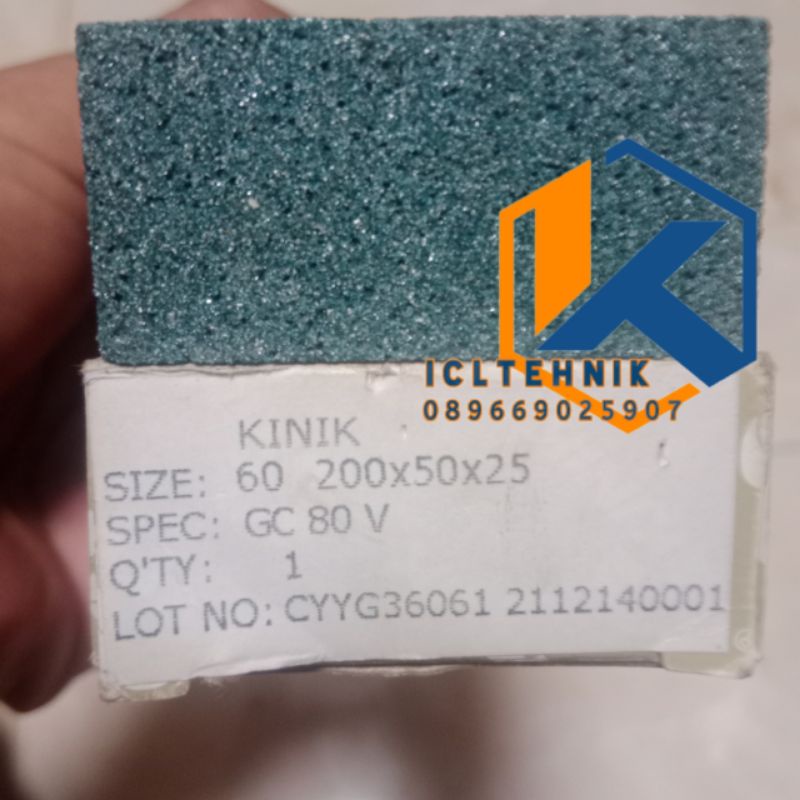 ICLTEHNIK
089669025907
KINIK
SIZE: 60 200x50x25
SPEC: GC 80 V
Q'TY: 1
LOT NO: CYYG36061 2112140001